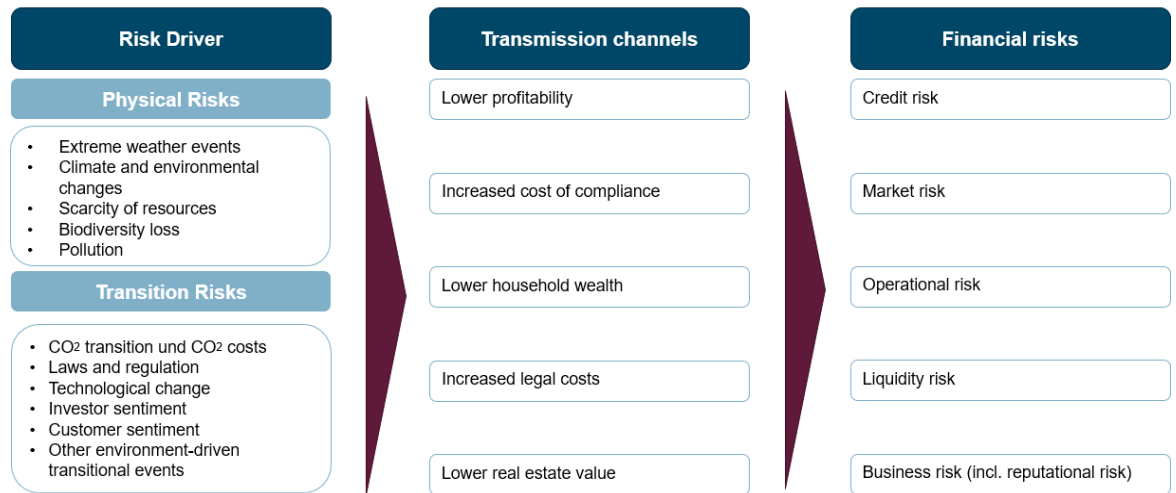 Risk Driver
Physical Risks
• Extreme weather events
• Climate and environmental
changes
• Scarcity of resources
• Biodiversity loss
• Pollution
Transition Risks
• CO2 transition und CO2 costs
• Laws and regulation
• Technological change
• Investor sentiment
• Customer sentiment
• Other environment-driven
transitional events
Transmission channels
Lower profitability
Increased cost of compliance
Lower household wealth
Increased legal costs
Lower real estate value
Financial risks
Credit risk
Market risk
Operational risk
Liquidity risk
Business risk (incl. reputational risk)